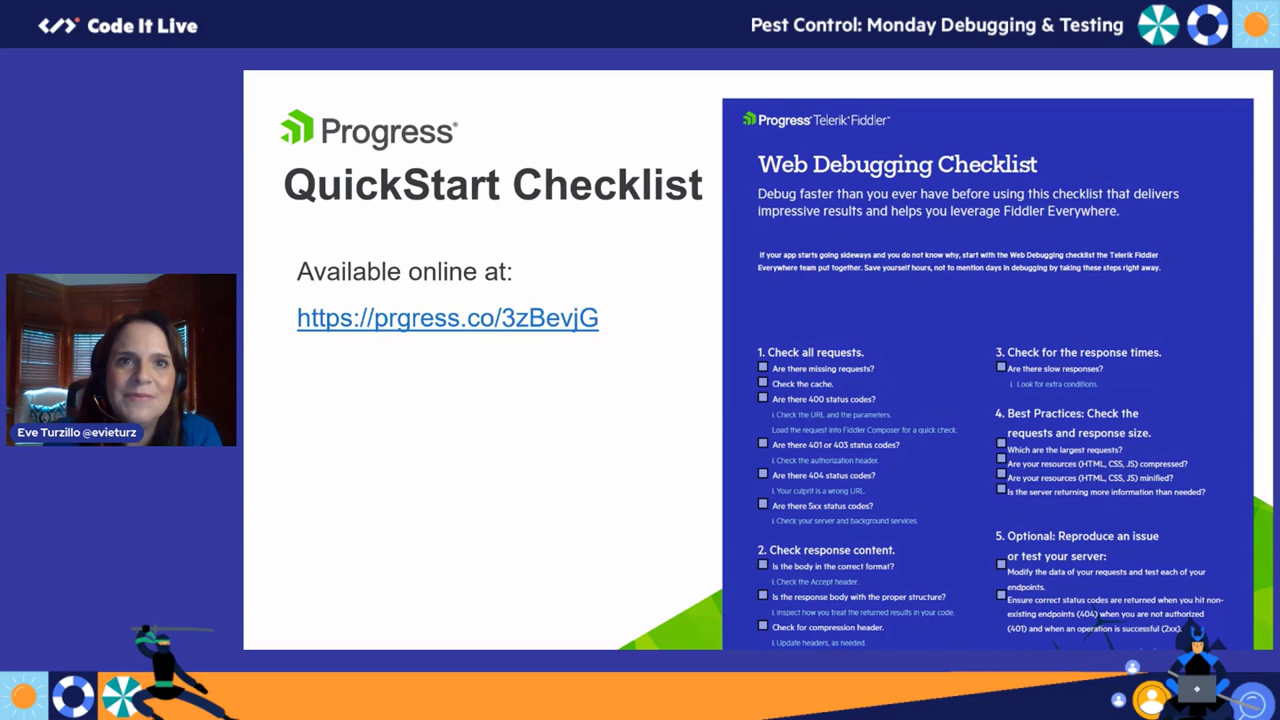 Code It Live
Pest Control: Monday Debugging & Testing
Progress®
QuickStart Checklist
Available online at:
https://prgress.co/3zBevjG
Eve Turzillo @evieturz
Progress® Telerik® Fiddler™
Web Debugging Checklist
Debug faster than you ever have before using this checklist that delivers
impressive results and helps you leverage Fiddler Everywhere.
If your app starts going sideways and you do not know why, start with the Web Debugging checklist the Telerik Fiddler
Everywhere team put together. Save yourself hours, not to mention days in debugging by taking these steps right away.
1. Check all requests.
Are there missing requests?
Check the cache.
Are there 400 status codes?
i. Check the URL and the parameters.
Load the request into Fiddler Composer for a quick check.
Are there 401 or 403 status codes?
i. Check the authorization header.
Are there 404 status codes?
i. Your culprit is a wrong URL.
Are there 5xx status codes?
i. Check your server and background services.
2. Check response content.
Is the body in the correct format?
i. Check the Accept header.
Is the response body with the proper structure?
i. Inspect how you treat the returned results in your code.
Check for compression header.
i. Update headers, as needed.
3. Check for the response times.
Are there slow responses?
i. Look for extra conditions.
4. Best Practices: Check the
requests and response size.
Which are the largest requests?
Are your resources (HTML, CSS, JS) compressed?
Are your resources (HTML, CSS, JS) minified?
Is the server returning more information than needed?
5. Optional: Reproduce an issue
or test your server:
Modify the data of your requests and test each of your
endpoints.
Ensure correct status codes are returned when you hit non-
existing endpoints (404) when you are not authorized
(401) and when an operation is successful (2xx).